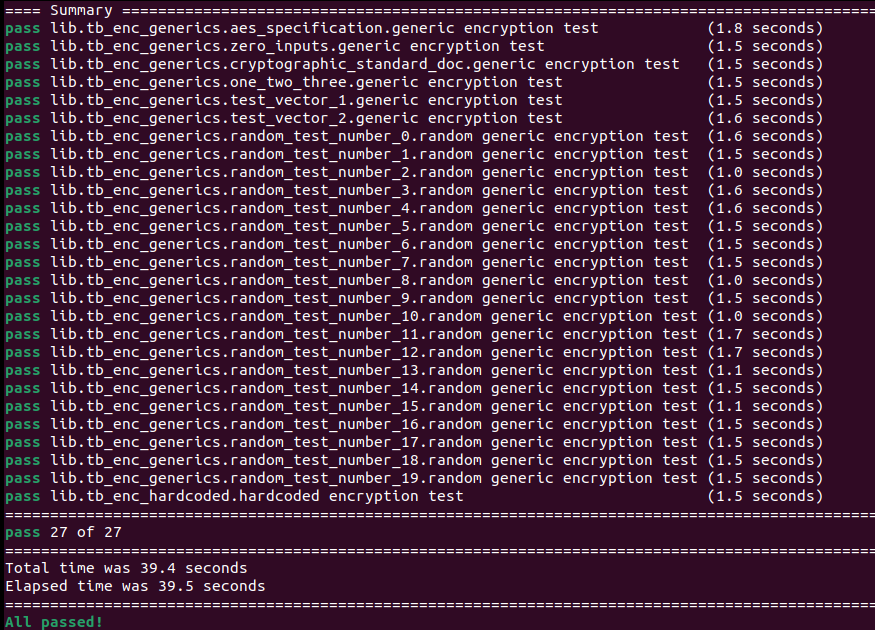 ==== Summary ====================================================================================
pass lib.tb_enc_generics.aes_specification.generic encryption test            (1.8 seconds)
pass lib.tb_enc_generics.zero_inputs.generic encryption test                  (1.5 seconds)
pass lib.tb_enc_generics.cryptographic_standard_doc.generic encryption test   (1.5 seconds)
pass lib.tb_enc_generics.one_two_three.generic encryption test                (1.5 seconds)
pass lib.tb_enc_generics.test_vector_1.generic encryption test                (1.5 seconds)
pass lib.tb_enc_generics.test_vector_2.generic encryption test                (1.6 seconds)
pass lib.tb_enc_generics.random_test_number_0.random generic encryption test  (1.6 seconds)
pass lib.tb_enc_generics.random_test_number_1.random generic encryption test  (1.5 seconds)
pass lib.tb_enc_generics.random_test_number_2.random generic encryption test  (1.0 seconds)
pass lib.tb_enc_generics.random_test_number_3.random generic encryption test  (1.6 seconds)
pass lib.tb_enc_generics.random_test_number_4.random generic encryption test  (1.6 seconds)
pass lib.tb_enc_generics.random_test_number_5.random generic encryption test  (1.5 seconds)
pass lib.tb_enc_generics.random_test_number_6.random generic encryption test  (1.5 seconds)
pass lib.tb_enc_generics.random_test_number_7.random generic encryption test  (1.5 seconds)
pass lib.tb_enc_generics.random_test_number_8.random generic encryption test  (1.0 seconds)
pass lib.tb_enc_generics.random_test_number_9.random generic encryption test  (1.5 seconds)
pass lib.tb_enc_generics.random_test_number_10.random generic encryption test (1.0 seconds)
pass lib.tb_enc_generics.random_test_number_11.random generic encryption test (1.7 seconds)
pass lib.tb_enc_generics.random_test_number_12.random generic encryption test (1.7 seconds)
pass lib.tb_enc_generics.random_test_number_13.random generic encryption test (1.1 seconds)
pass lib.tb_enc_generics.random_test_number_14.random generic encryption test (1.5 seconds)
pass lib.tb_enc_generics.random_test_number_15.random generic encryption test (1.1 seconds)
pass lib.tb_enc_generics.random_test_number_16.random generic encryption test (1.5 seconds)
pass lib.tb_enc_generics.random_test_number_17.random generic encryption test (1.5 seconds)
pass lib.tb_enc_generics.random_test_number_18.random generic encryption test (1.5 seconds)
pass lib.tb_enc_generics.random_test_number_19.random generic encryption test (1.5 seconds)
pass lib.tb_enc_hardcoded.hardcoded encryption test                           (1.5 seconds)
=================================================================================================
pass 27 of 27
=================================================================================================
Total time was 39.4 seconds
Elapsed time was 39.5 seconds
=================================================================================================
All passed!